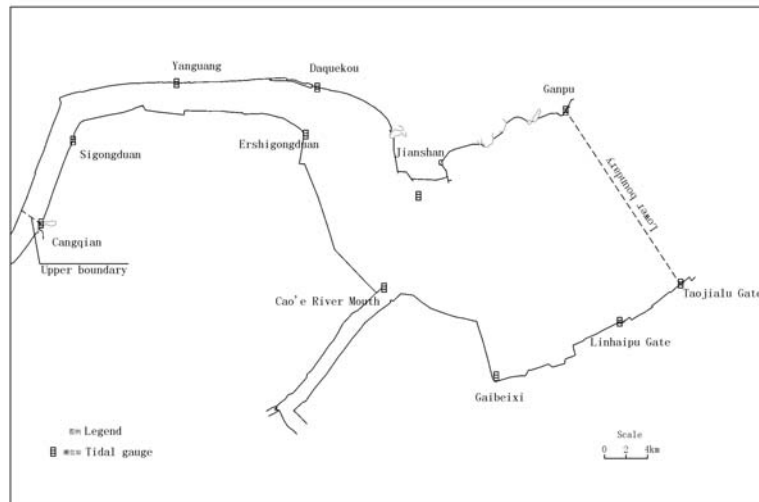 Yanguang
Daquekou
Ganpu
Sigongduan
Ershigongduan
Jianshan
Lower boundary
Cangqian
Upper boundary
Cao'e River Mouth
Taojialu Gate
Linhaipu Gate
Gaibeixi
Legend
Tidal gauge
Scale
0 2 4km